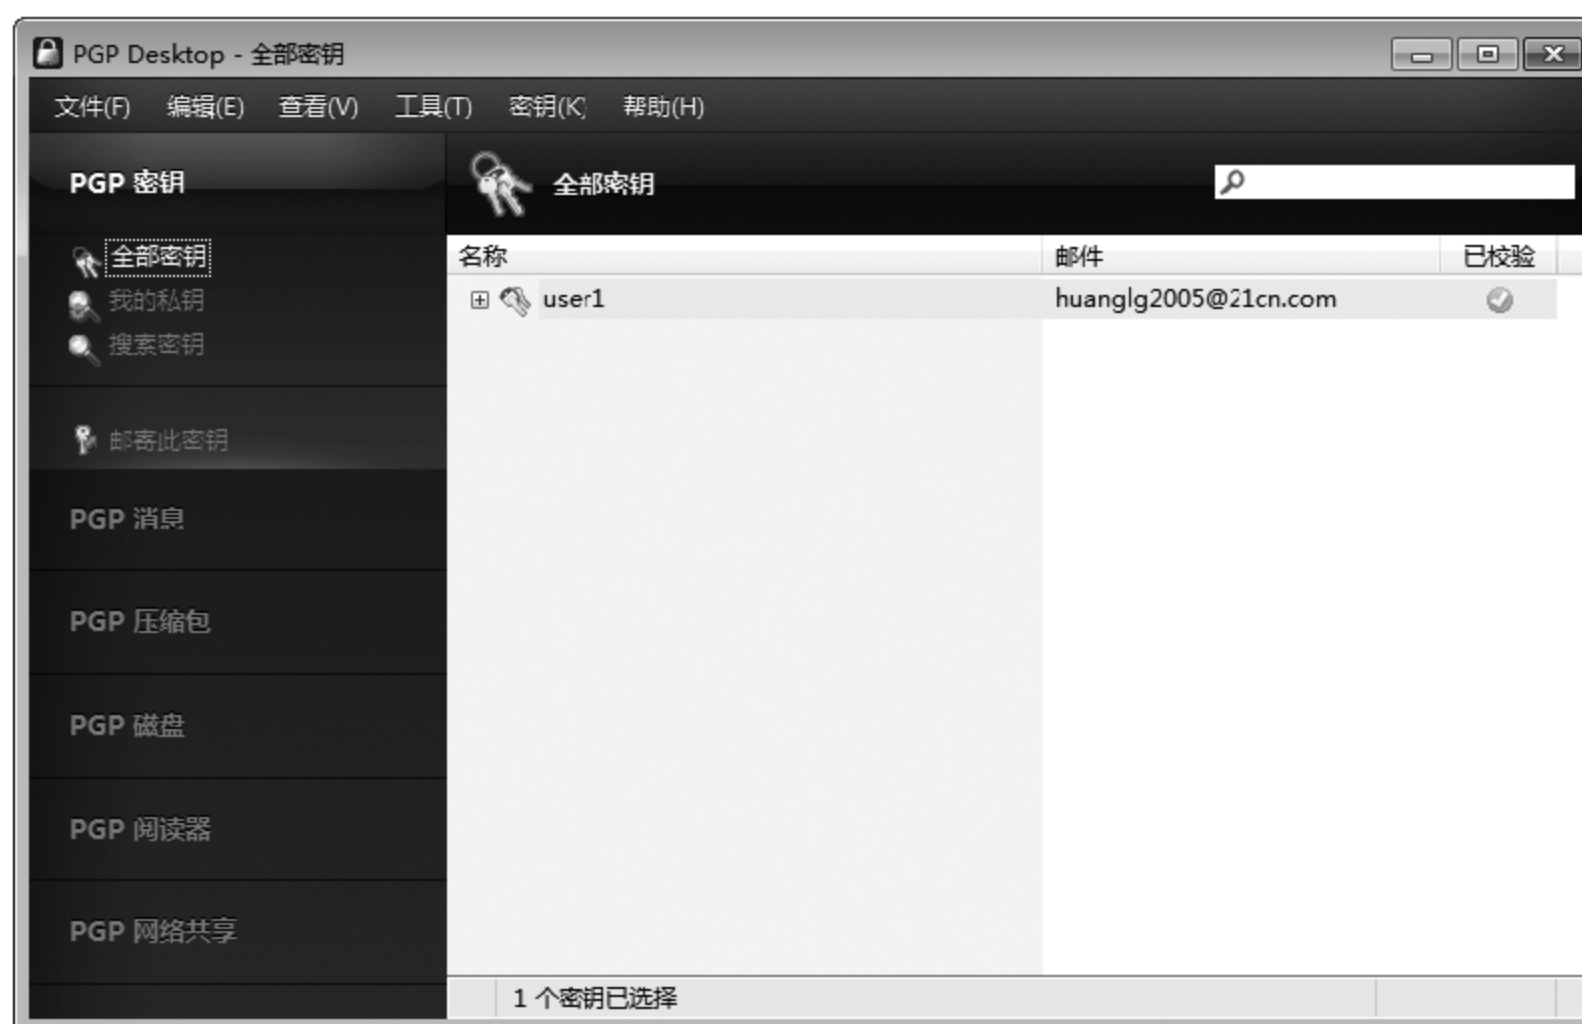 PGP Desktop - 全部密钥
文件(F) 编辑(E) 查看(V) 工具(T) 密钥(K) 帮助(H)
PGP 密钥
全部密钥
全部密钥
我的私钥
搜索密钥
邮寄此密钥
PGP 消息
PGP 压缩包
PGP 磁盘
PGP 阅读器
PGP 网络共享
名称 邮件 已校验
user1 huanglg2005@21cn.com
1 个密钥已选择